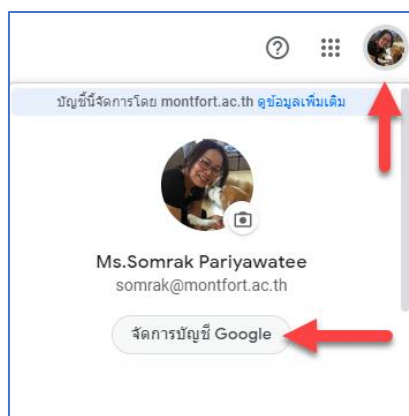 บัญชีนี้จัดการโดย montfort.ac.th ดูข้อมูลเพิ่มเติม
Ms.Somrak Pariyawatee
somrak@montfort.ac.th
จัดการบัญชี Google